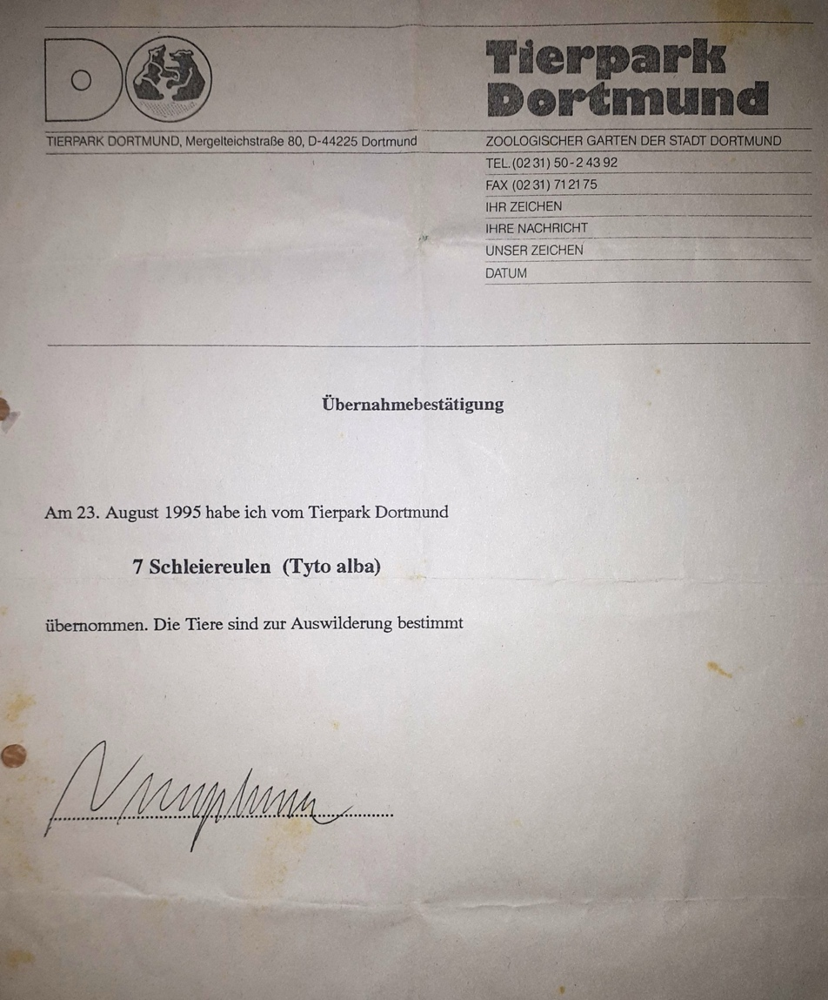 DO
Tierpark
Dortmund
TIERPARK DORTMUND, Mergelteichstraße 80, D-44225 Dortmund
ZOOLOGISCHER GARTEN DER STADT DORTMUND
TEL. (02 31) 50-2 43 92
FAX (02 31) 71 21 75
IHR ZEICHEN
IHRE NACHRICHT
UNSER ZEICHEN
DATUM
Übernahmebestätigung
Am 23. August 1995 habe ich vom Tierpark Dortmund
7 Schleiereulen (Tyto alba)
übernommen. Die Tiere sind zur Auswilderung bestimmt